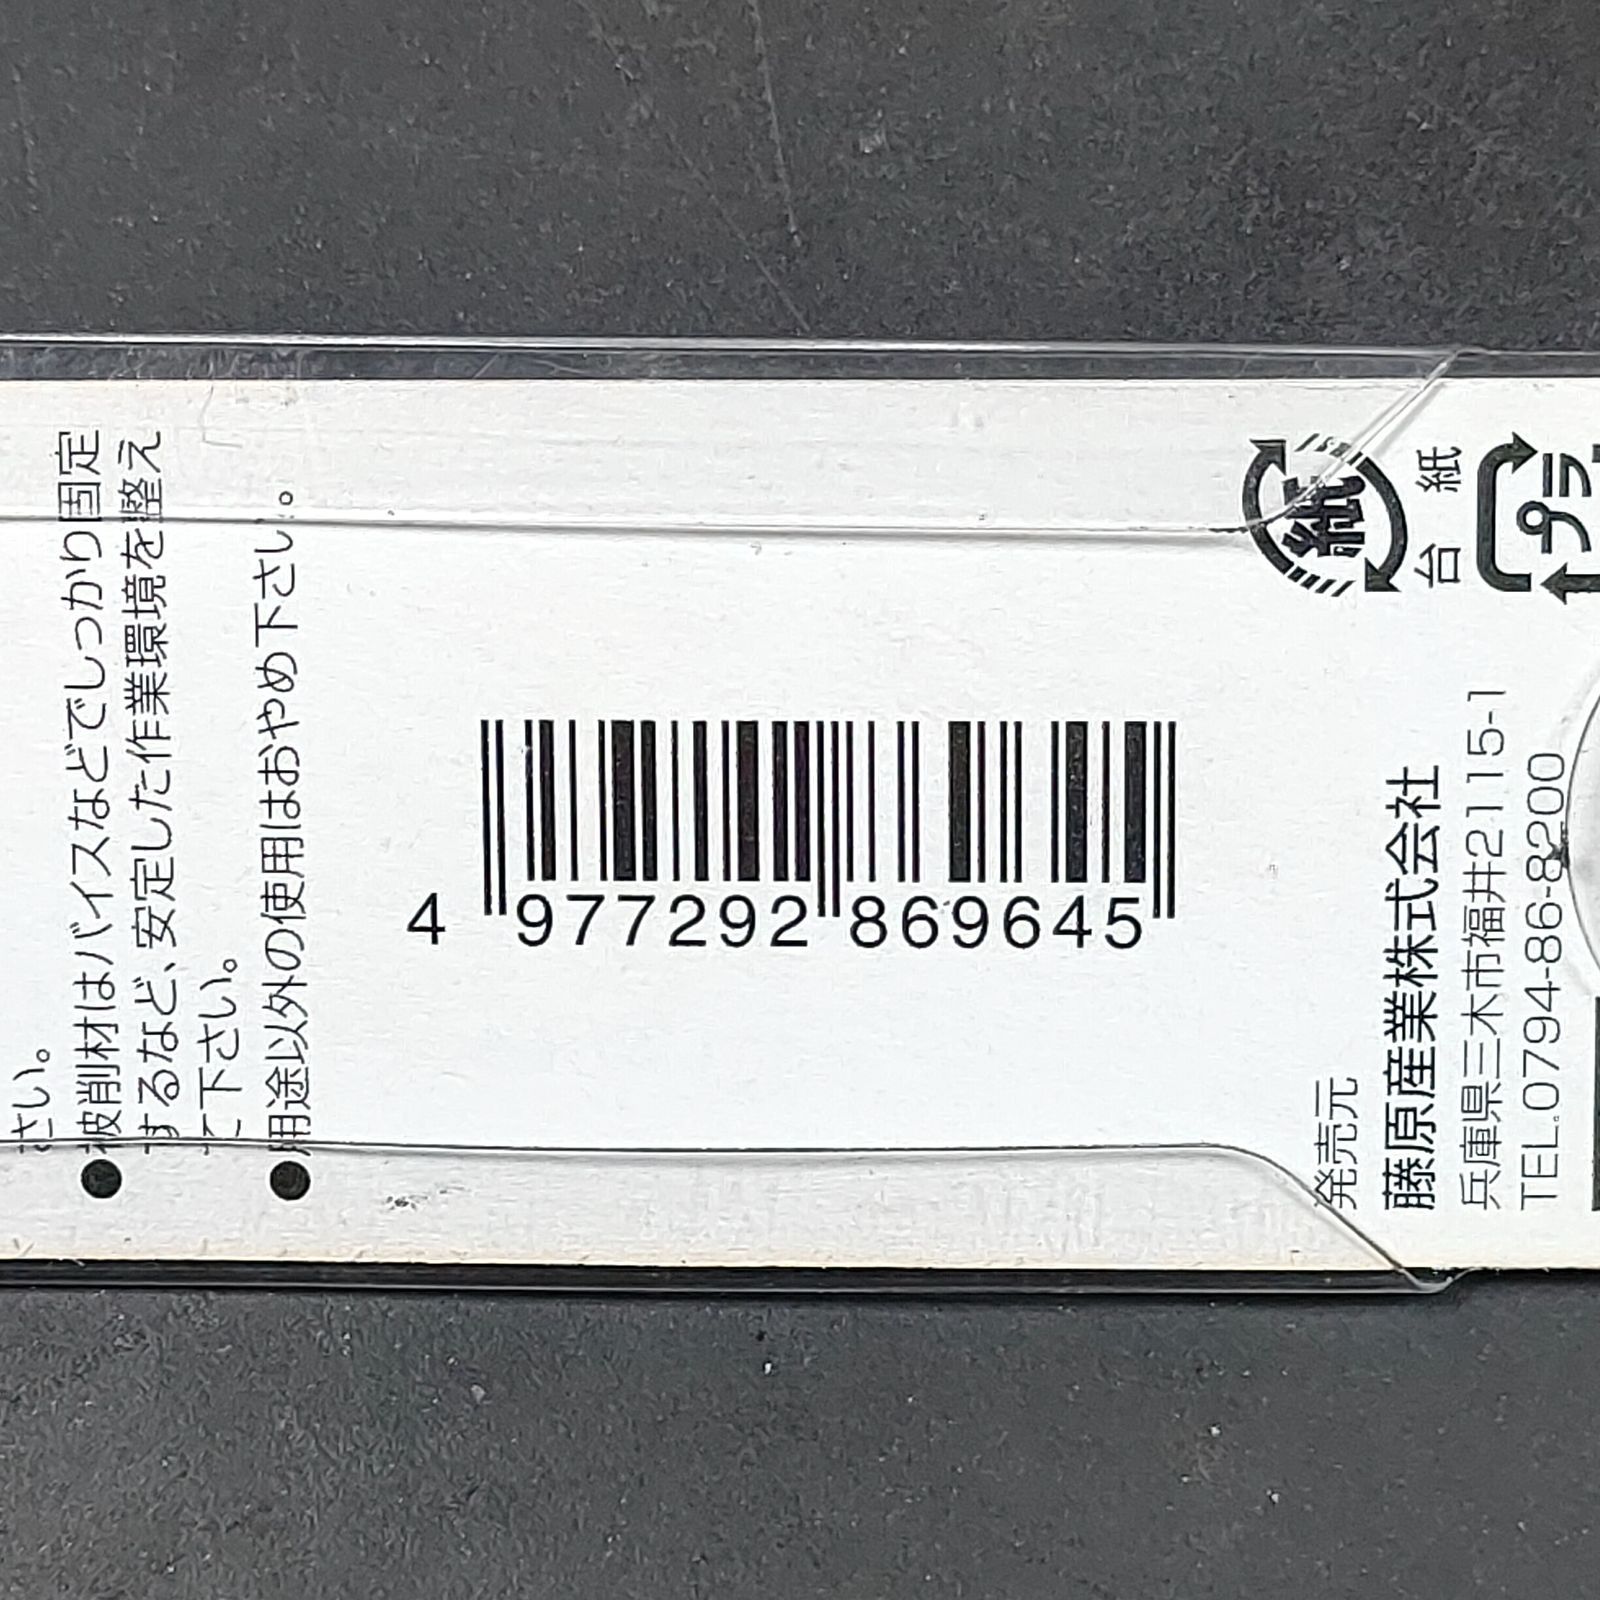 さい。
●被削材はバイスなどでしっかり固定
するなど、安定した作業環境を整え
て下さい。
●用途以外の使用はおやめ下さい。
4 977292 869645
紙
台紙
プラ
発売元
藤原産業株式会社
兵庫県三木市福井2115-1
TEL.0794-86-8200